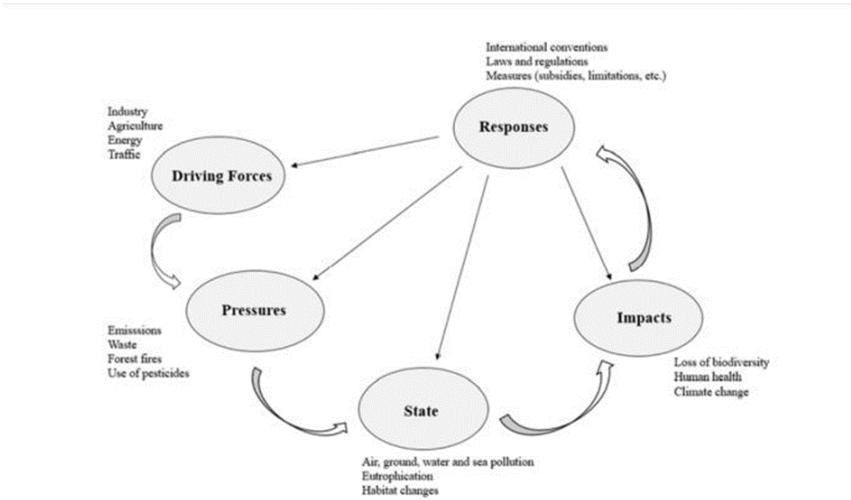 International conventions
Laws and regulations
Measures (subsidies, limitations, etc.)
Responses
Industry
Agriculture
Energy
Traffic
Driving Forces
Pressures
Emisssions
Waste
Forest fires
Use of pesticides
Impacts
Loss of biodiversity
Human health
Climate change
State
Air, ground, water and sea pollution
Eutrophication
Habitat changes